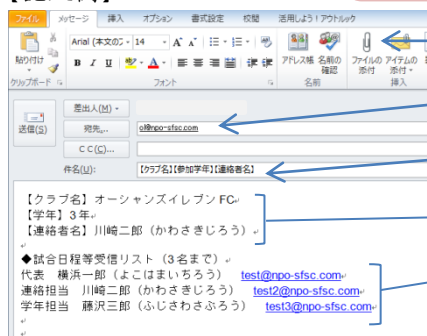 ファイル メッセージ 挿入 オプション 書式設定 校閲 活用しよう！アウトルック
Arial (本文のフ 14
貼り付け
B I U
アドレス帳 名前の確認
ファイルの添付 アイテムの添付
クリップボード フォント 名前 挿入
差出人(M)
送信(S) 宛先... ol@npo-sfsc.com
ＣＣ(C)...
件名(U): 【クラブ名】【参加学年】【連絡者名】
【クラブ名】オーシャンズイレブンFC
【学年】３年
【連絡者名】川崎二郎（かわさきじろう）
◆試合日程等受信リスト（３名まで）
代表　横浜一郎（よこはまいちろう） test@npo-sfsc.com
連絡担当　川崎二郎（かわさきじろう） test2@npo-sfsc.com
学年担当　藤沢三郎（ふじさわさぶろう） test3@npo-sfsc.com